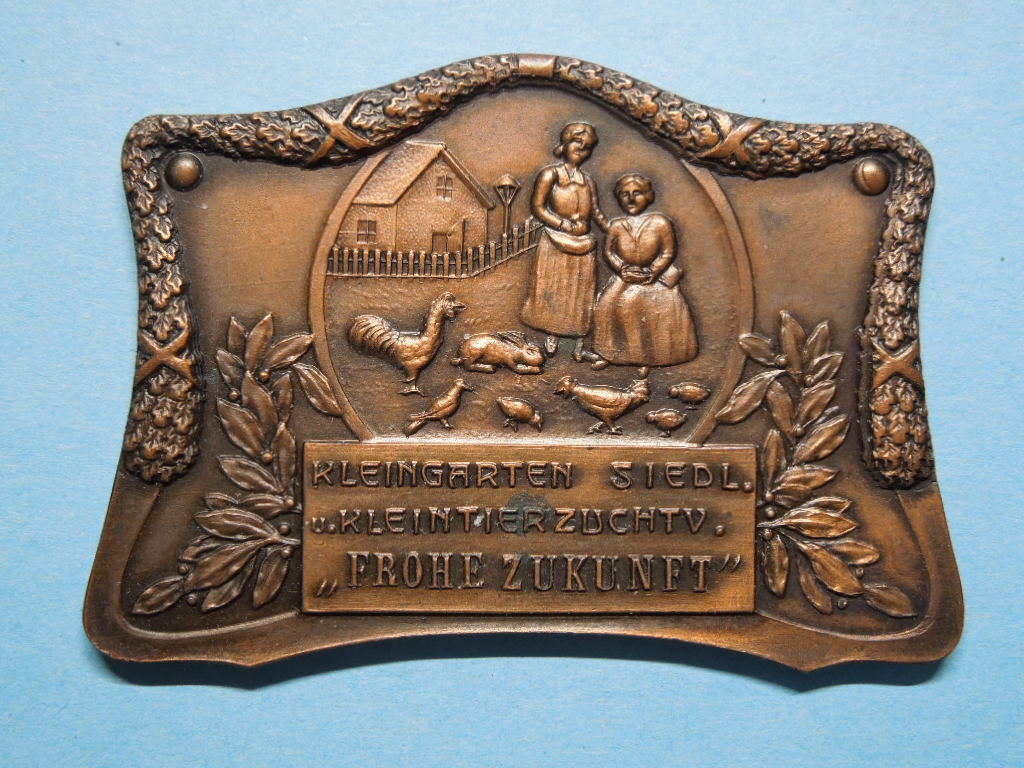 KLEINGARTEN SIEDL.
u. KLEINTIERZUCHTV.
„FROHE ZUKUNFT”